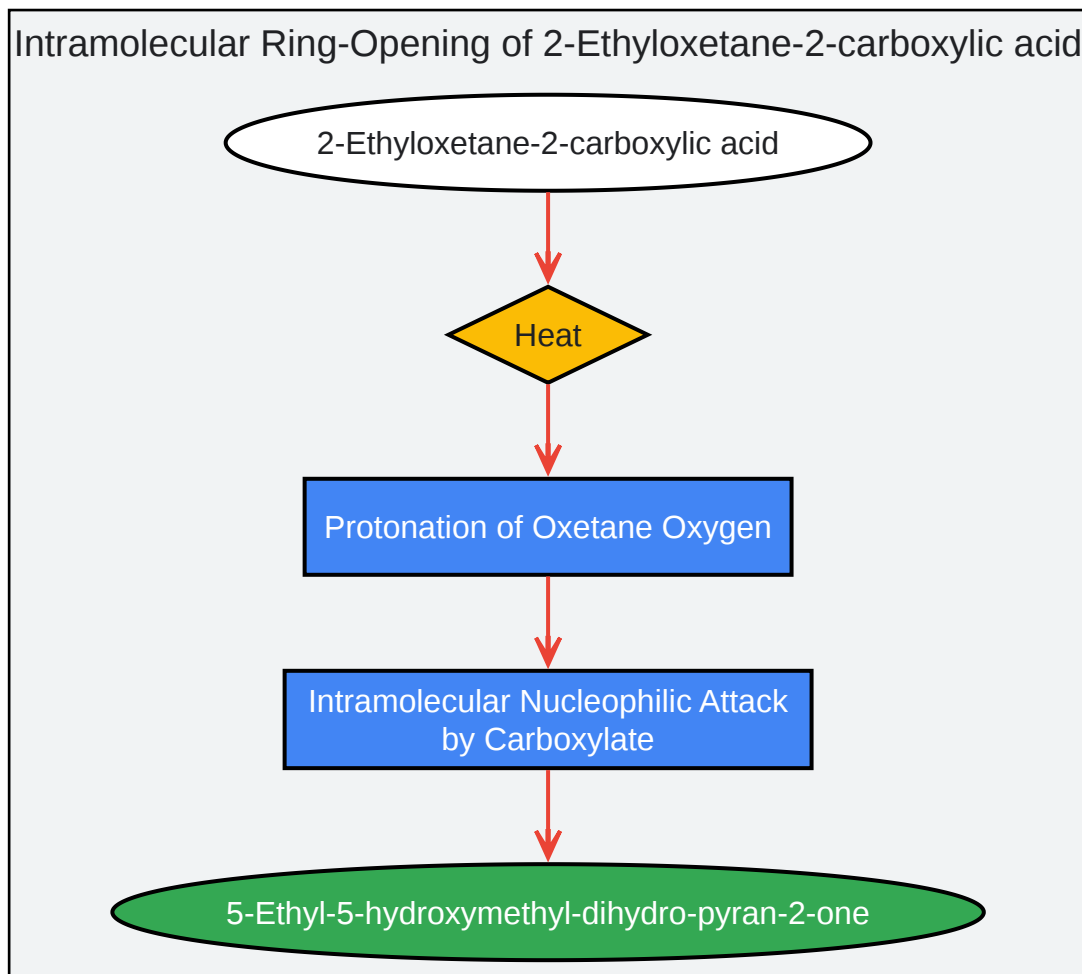 Intramolecular Ring-Opening of 2-Ethyloxetane-2-carboxylic acid
2-Ethyloxetane-2-carboxylic acid
Heat
Protonation of Oxetane Oxygen
Intramolecular Nucleophilic Attack
by Carboxylate
5-Ethyl-5-hydroxymethyl-dihydro-pyran-2-one